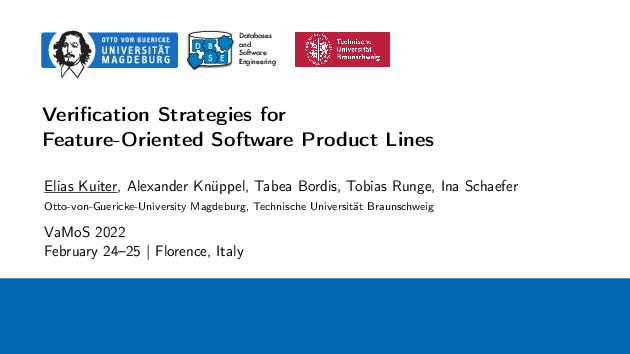 OTTO VON GUERICKE
UNIVERSITÄT
MAGDEBURG
D B
S E
Databases
and
Software
Engineering
Technische
Universität
Braunschweig
Verification Strategies for
Feature-Oriented Software Product Lines
Elias Kuiter, Alexander Knüppel, Tabea Bordis, Tobias Runge, Ina Schaefer
Otto-von-Guericke-University Magdeburg, Technische Universität Braunschweig
VaMoS 2022
February 24–25 | Florence, Italy